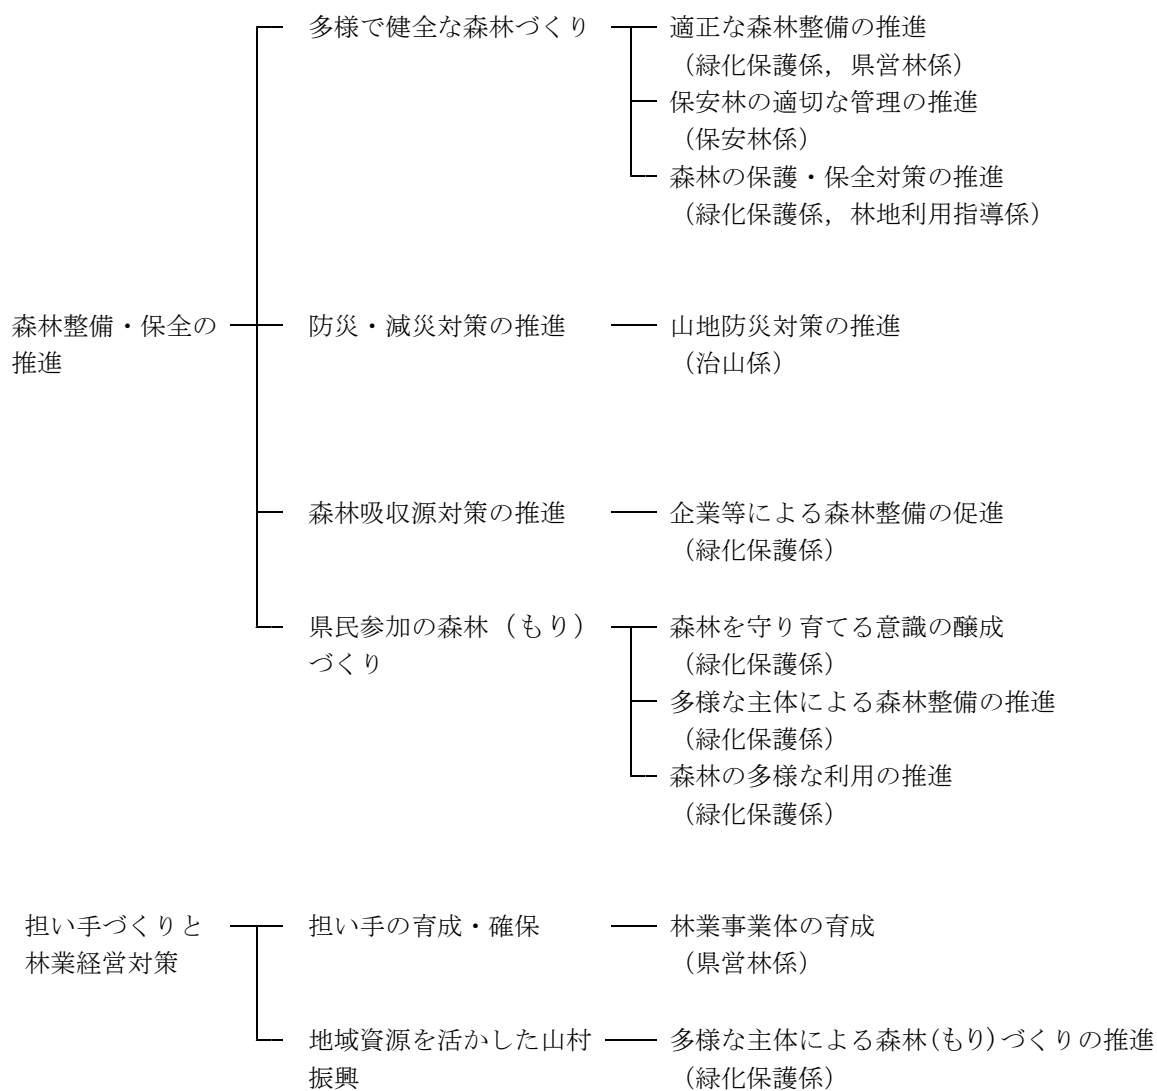 多様で健全な森林づくり 適正な森林整備の推進
(緑化保護係,県営林係)
保安林の適切な管理の推進
(保安林係)
森林の保護・保全対策の推進
(緑化保護係,林地利用指導係)
森林整備・保全の 防災・減災対策の推進 山地防災対策の推進
推進 (治山係)
森林吸収源対策の推進 企業等による森林整備の促進
(緑化保護係)
県民参加の森林(もり) 森林を守り育てる意識の醸成
づくり (緑化保護係)
多様な主体による森林整備の推進
(緑化保護係)
森林の多様な利用の推進
(緑化保護係)
担い手づくりと 担い手の育成・確保 林業事業体の育成
林業経営対策 (県営林係)
地域資源を活かした山村 多様な主体による森林(もり)づくりの推進
振興 (緑化保護係)